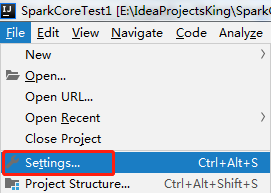 IJ SparkCoreTest1 [E:\IdeaProjectsKing\SparkC
File Edit View Navigate Code Analyze
New
Open...
Open URL...
Open Recent
Close Project
Settings... Ctrl+Alt+S
Project Structure... Ctrl+Alt+Shift+S